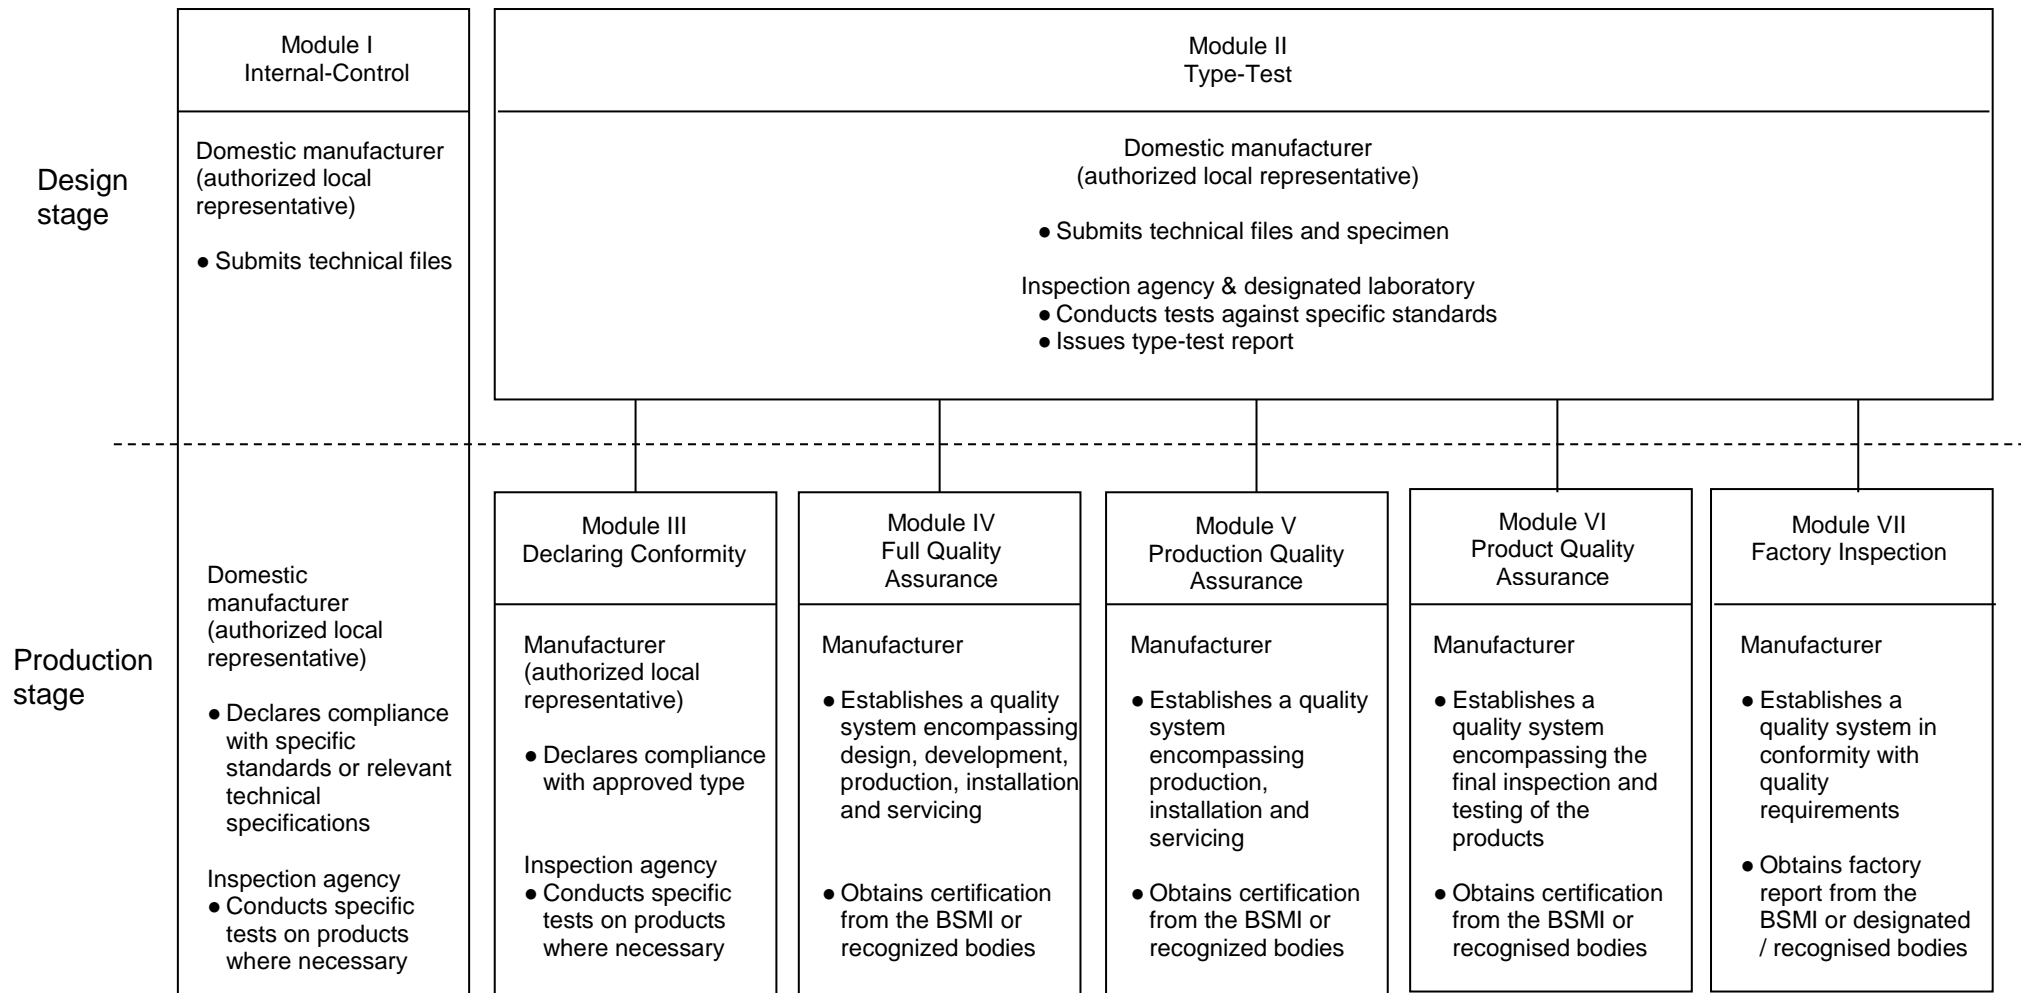 Module I
Internal-Control
Module II
Type-Test
Design
stage
Domestic manufacturer
(authorized local
representative)
● Submits technical files
Domestic manufacturer
(authorized local representative)
● Submits technical files and specimen
Inspection agency & designated laboratory
● Conducts tests against specific standards
● Issues type-test report
Production
stage
Domestic
manufacturer
(authorized local
representative)
● Declares compliance
with specific
standards or relevant
technical
specifications
Inspection agency
● Conducts specific
tests on products
where necessary
Module III
Declaring Conformity
Manufacturer
(authorized local
representative)
● Declares compliance
with approved type
Inspection agency
● Conducts specific
tests on products
where necessary
Module IV
Full Quality
Assurance
Manufacturer
● Establishes a quality
system encompassing
design, development,
production, installation
and servicing
● Obtains certification
from the BSMI or
recognized bodies
Module V
Production Quality
Assurance
Manufacturer
● Establishes a quality
system
encompassing
production,
installation and
servicing
● Obtains certification
from the BSMI or
recognized bodies
Module VI
Product Quality
Assurance
Manufacturer
● Establishes a
quality system
encompassing the
final inspection and
testing of the
products
● Obtains certification
from the BSMI or
recognised bodies
Module VII
Factory Inspection
Manufacturer
● Establishes a
quality system in
conformity with
quality
requirements
● Obtains factory
report from the
BSMI or designated
/ recognised bodies